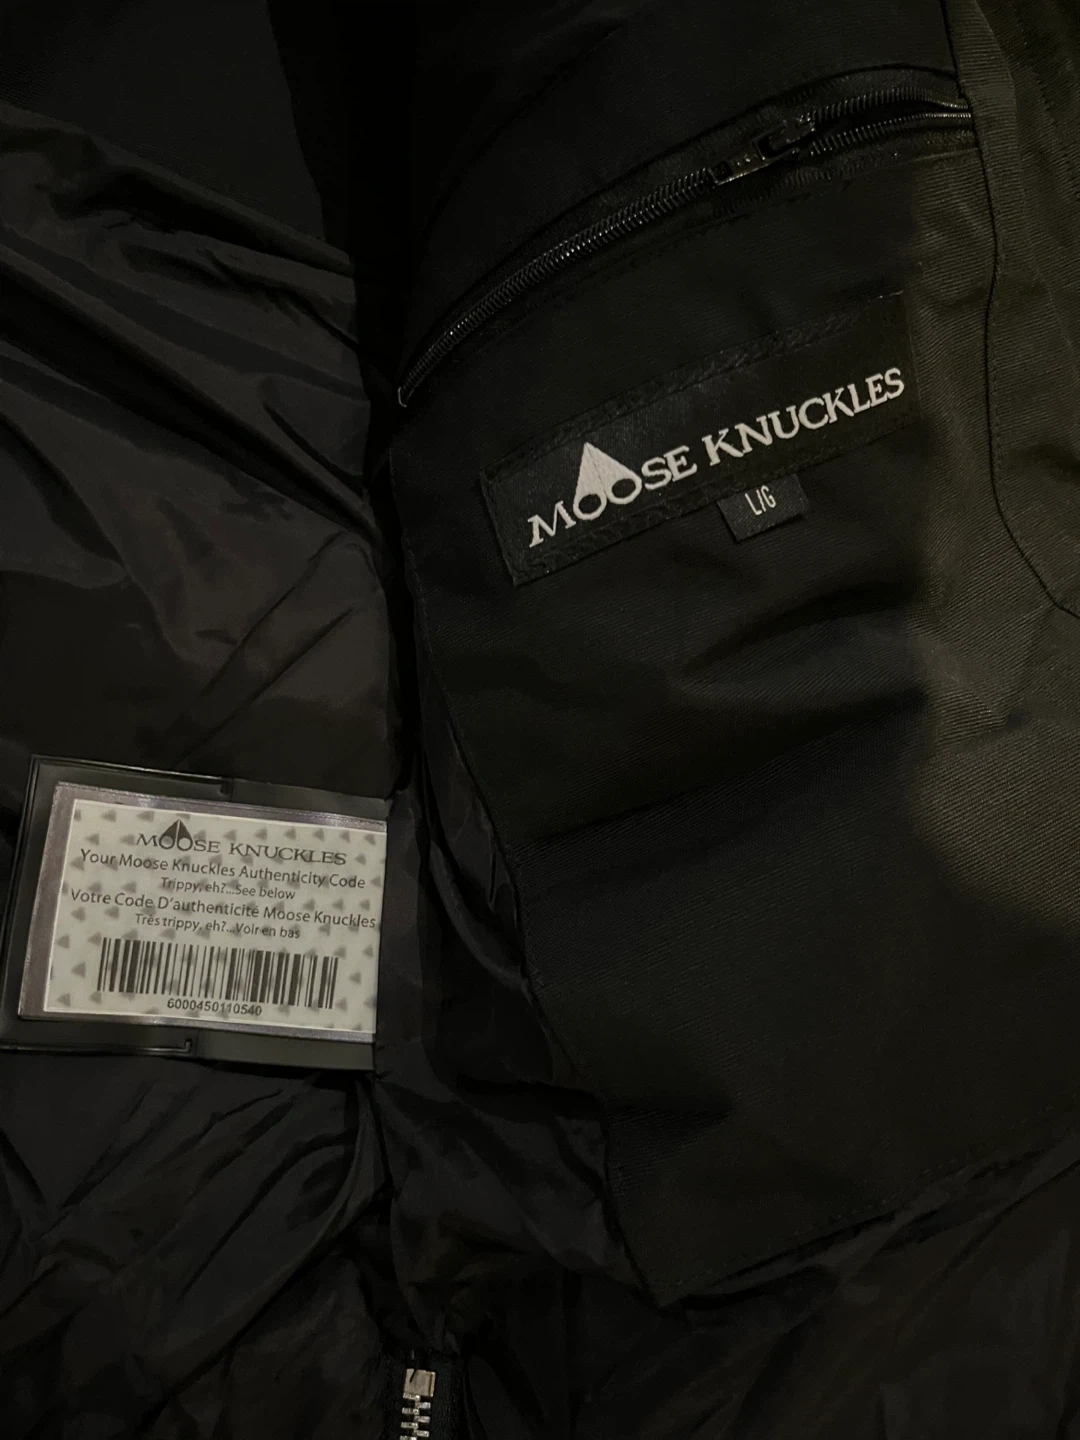 MOOSE KNUCKLES
L/G
MOOSE KNUCKLES
Your Moose Knuckles Authenticity Code
Trippy, eh?...See below
Votre Code D'authenticité Moose Knuckles
Très trippy, eh?...Voir en bas
6000450110540